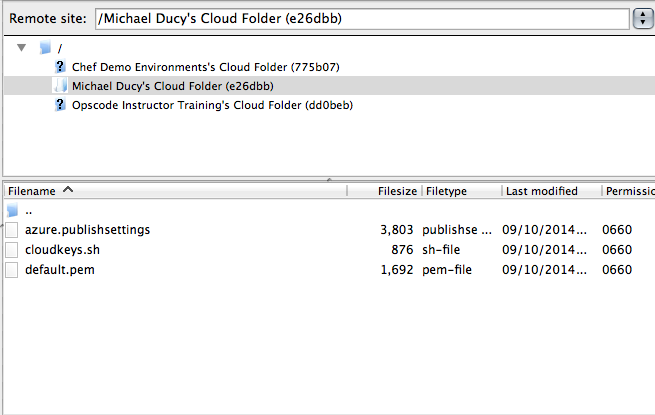 Remote site: /Michael Ducy's Cloud Folder (e26dbb)
/
? Chef Demo Environments's Cloud Folder (775b07)
Michael Ducy's Cloud Folder (e26dbb)
? Opscode Instructor Training's Cloud Folder (dd0beb)
Filename Filesize Filetype Last modified Permissio
..
azure.publishsettings 3,803 publishse ... 09/10/2014... 0660
cloudkeys.sh 876 sh-file 09/10/2014... 0660
default.pem 1,692 pem-file 09/10/2014... 0660